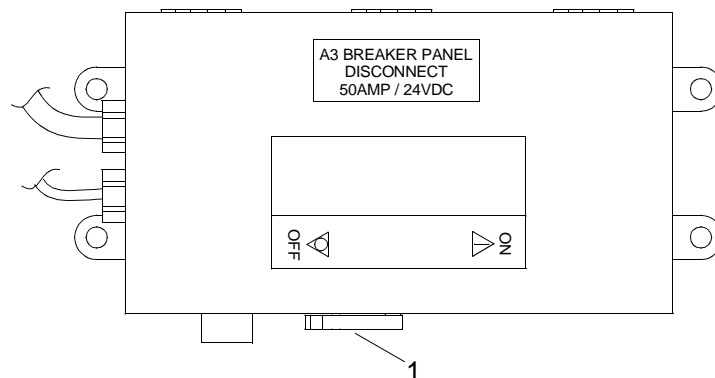 A3 BREAKER PANEL
DISCONNECT
50AMP / 24VDC
OFF
ON
1